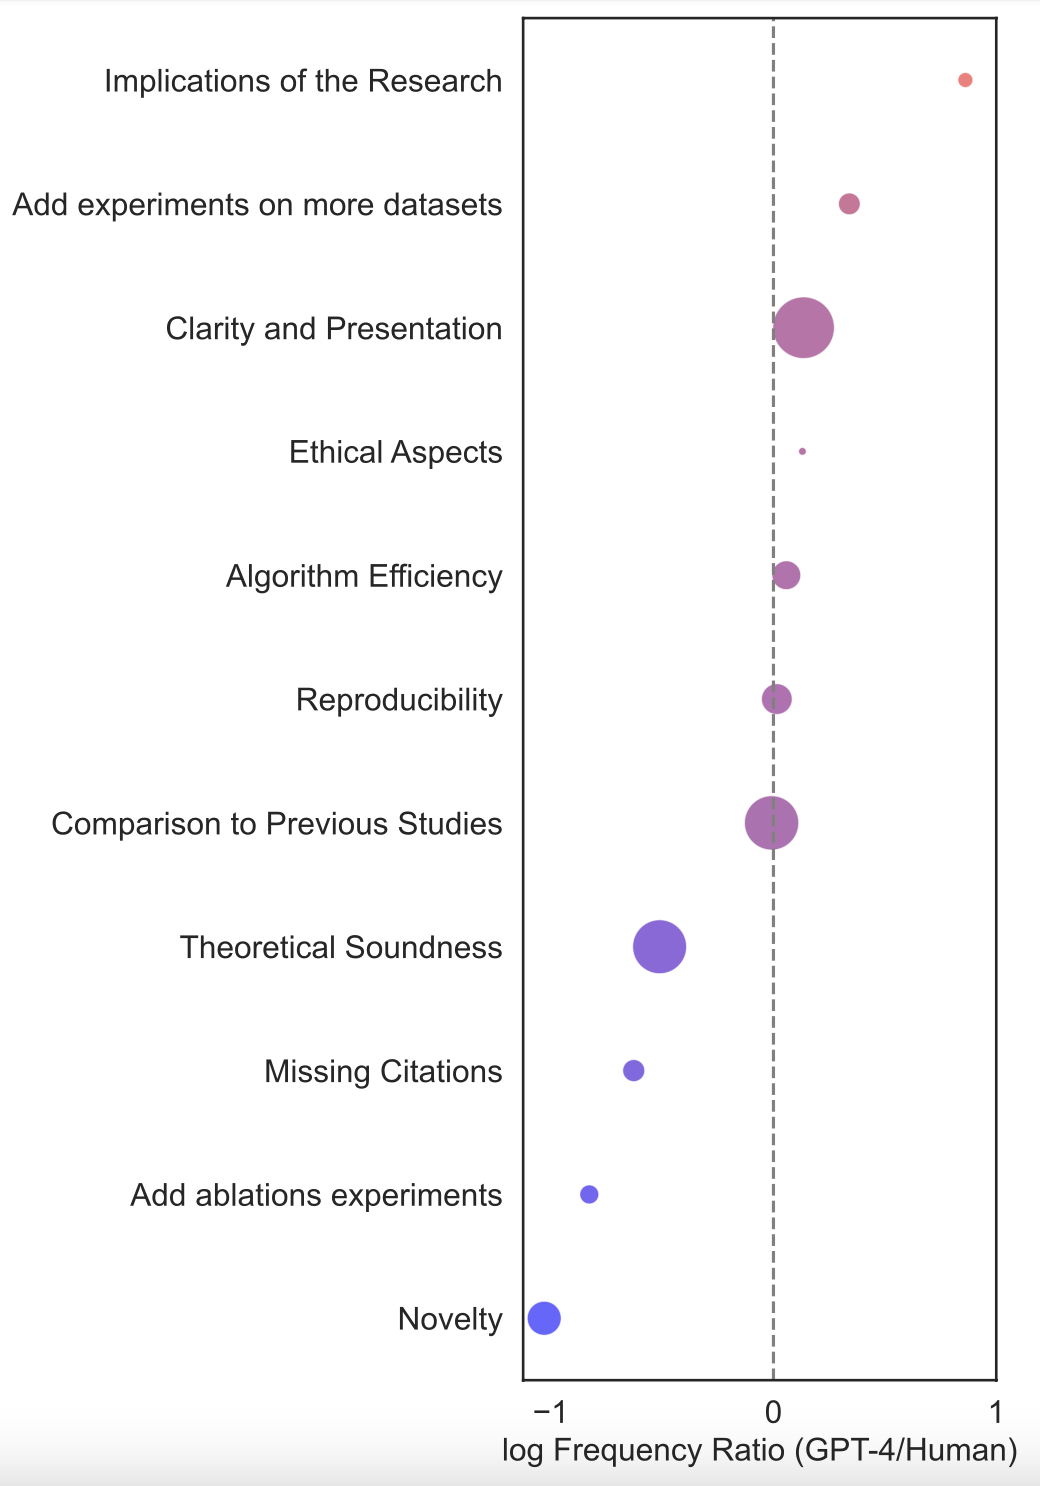 Implications of the Research
Add experiments on more datasets
Clarity and Presentation
Ethical Aspects
Algorithm Efficiency
Reproducibility
Comparison to Previous Studies
Theoretical Soundness
Missing Citations
Add ablations experiments
Novelty
−1 0 1
log Frequency Ratio (GPT-4/Human)